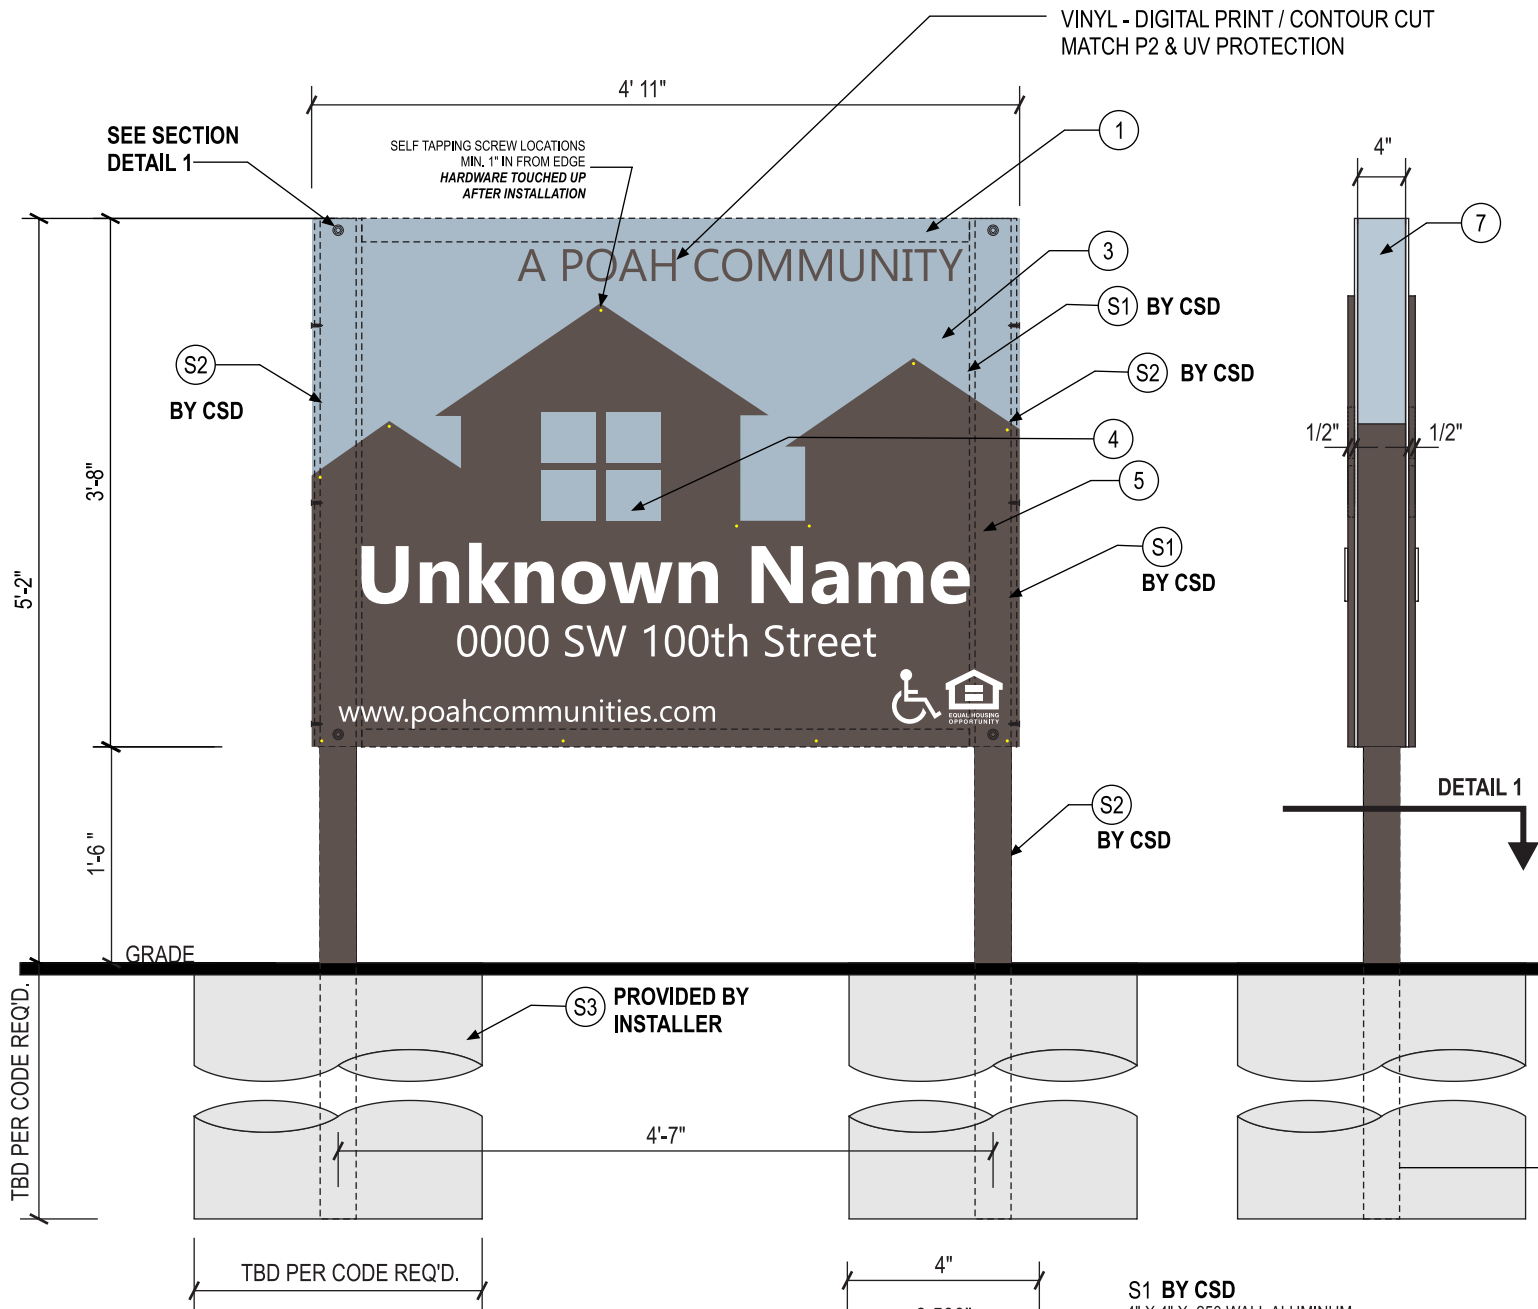 VINYL - DIGITAL PRINT / CONTOUR CUT
MATCH P2 & UV PROTECTION
4' 11"
SEE SECTION
DETAIL 1
SELF TAPPING SCREW LOCATIONS
MIN. 1" IN FROM EDGE
HARDWARE TOUCHED UP
AFTER INSTALLATION
1
4"
7
A POAH COMMUNITY
3
S1 BY CSD
S2
BY CSD
S2 BY CSD
4
1/2"
1/2"
5
3'-8"
5'-2"
S1
BY CSD
Unknown Name
0000 SW 100th Street
www.poahcommunities.com
EQUAL HOUSING
OPPORTUNITY
DETAIL 1
S2
BY CSD
1'-6 "
GRADE
S3
PROVIDED BY
INSTALLER
TBD PER CODE REQ'D.
4'-7"
TBD PER CODE REQ'D.
4"
S1 BY CSD